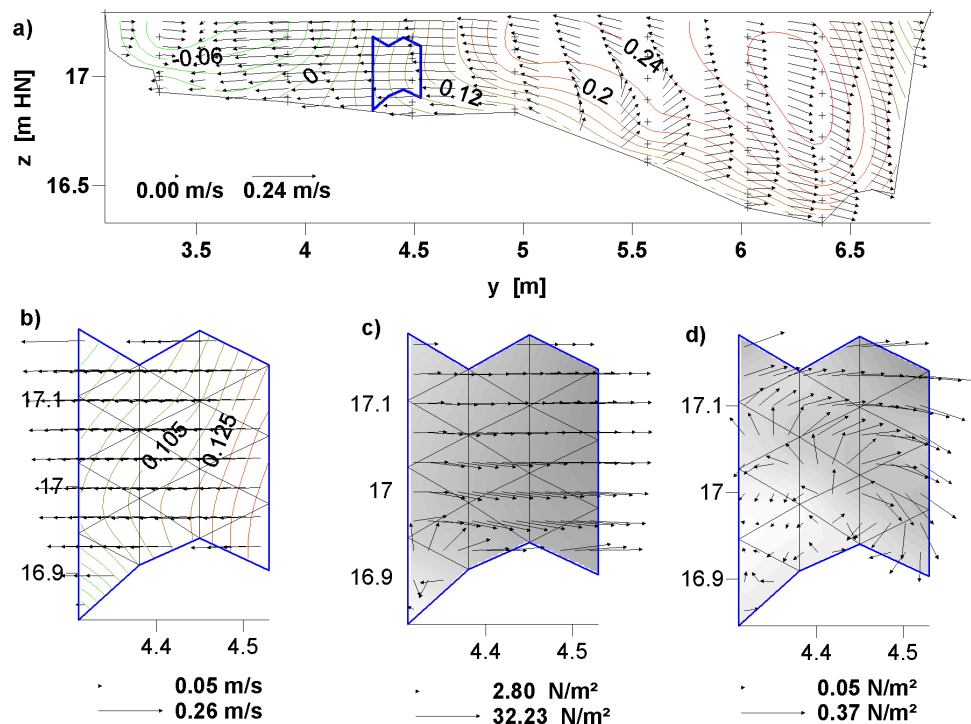 a)
-0.06
0
0.12
0.2
0.24
17
16.5
z [m HN]
0.00 m/s 0.24 m/s
3.5 4 4.5 5 5.5 6 6.5
y [m]
b) c) d)
17.1 17.1 17.1
0.105 0.125
17 17 17
16.9 16.9 16.9
4.4 4.5 4.4 4.5 4.4 4.5
0.05 m/s 2.80 N/m² 0.05 N/m²
0.26 m/s 32.23 N/m² 0.37 N/m²